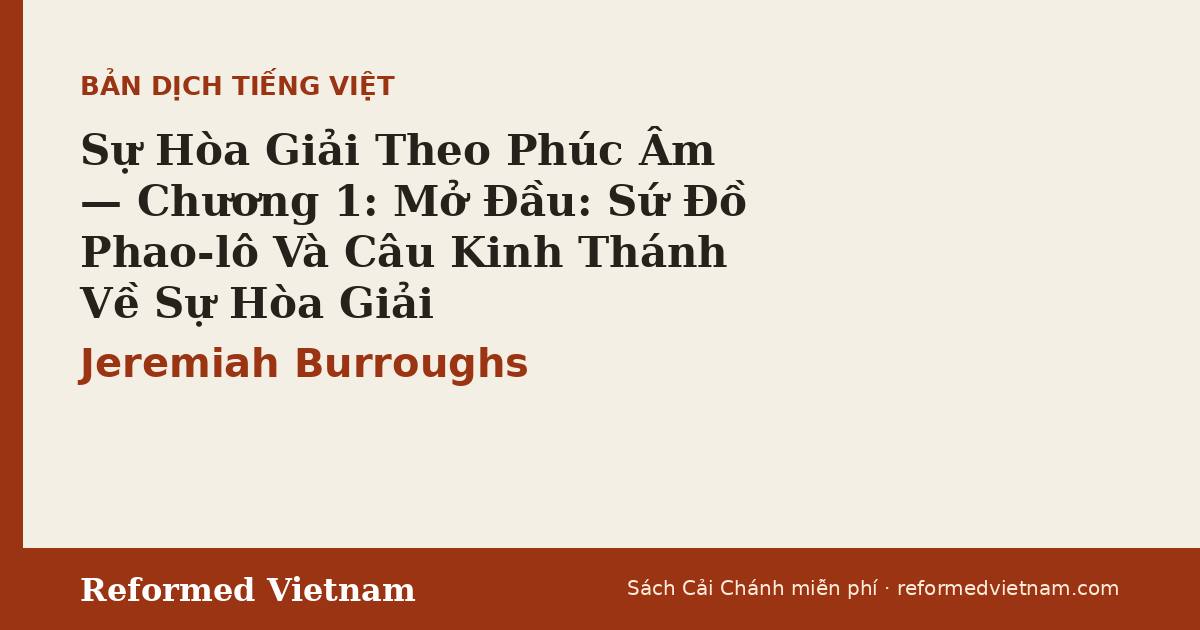 BẢN DỊCH TIẾNG VIỆT
Sự Hòa Giải Theo Phúc Âm
— Chương 1: Mở Đầu: Sứ Đồ
Phao-lô Và Câu Kinh Thánh
Về Sự Hòa Giải
Jeremiah Burroughs
Reformed Vietnam
Sách Cải Chánh miễn phí · reformedvietnam.com